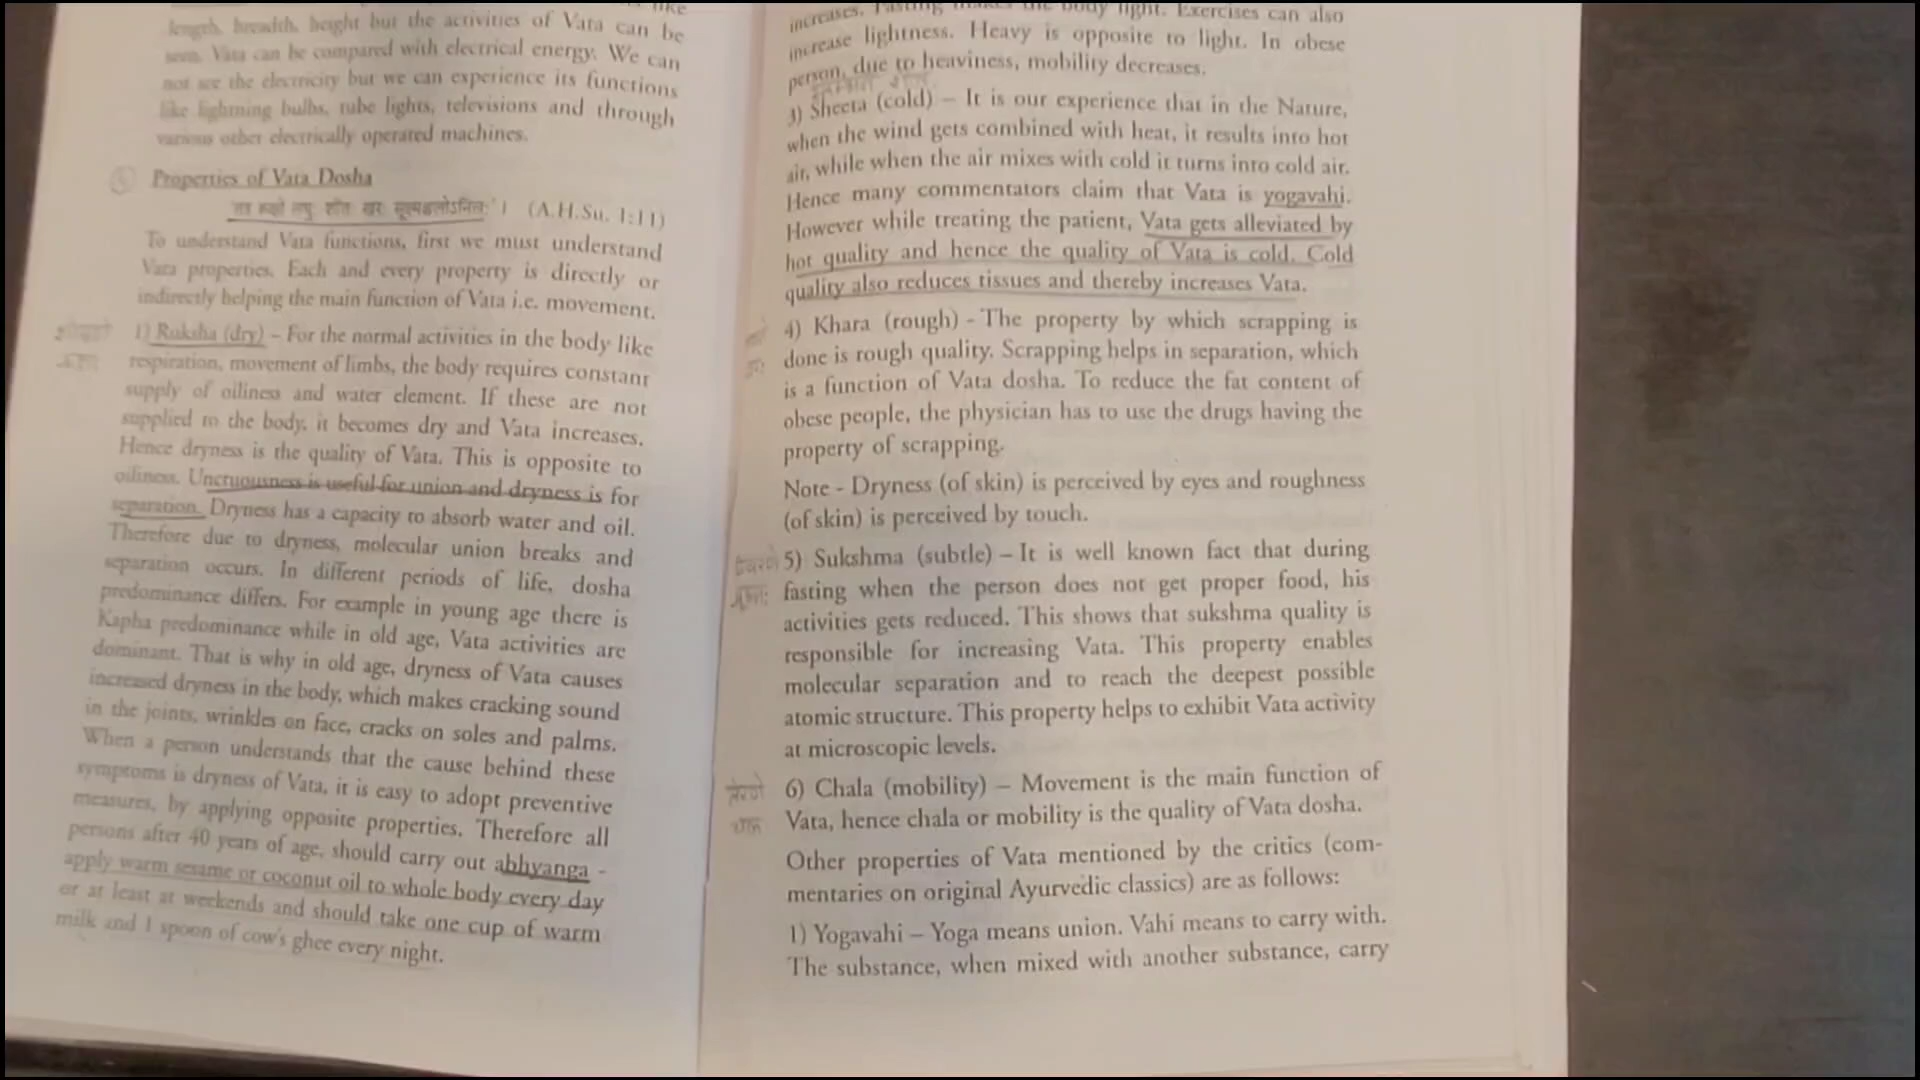 length, breadth, height but the activities of Vata can be
seen. Vata can be compared with electrical energy. We can
not see the electricity but we can experience its functions
like lightning bulbs, tube lights, televisions and through
various other electrically operated machines.
Properties of Vata Dosha
'तत्र रूक्षो लघुः शीतः खरः सूक्ष्मश्चलोऽनिलः'। (A.H.Su. 1:11)
To understand Vata functions, first we must understand
Vata properties. Each and every property is directly or
indirectly helping the main function of Vata i.e. movement.
1) Ruksha (dry) – For the normal activities in the body like
respiration, movement of limbs, the body requires constant
supply of oiliness and water element. If these are not
supplied to the body, it becomes dry and Vata increases.
Hence dryness is the quality of Vata. This is opposite to
oiliness. Unctuousness is useful for union and dryness is for
separation. Dryness has a capacity to absorb water and oil.
Therefore due to dryness, molecular union breaks and
separation occurs. In different periods of life, dosha
predominance differs. For example in young age there is
Kapha predominance while in old age, Vata activities are
dominant. That is why in old age, dryness of Vata causes
increased dryness in the body, which makes cracking sound
in the joints, wrinkles on face, cracks on soles and palms.
When a person understands that the cause behind these
symptoms is dryness of Vata, it is easy to adopt preventive
measures, by applying opposite properties. Therefore all
persons after 40 years of age, should carry out abhyanga -
apply warm sesame or coconut oil to whole body every day
or at least at weekends and should take one cup of warm
milk and 1 spoon of cow's ghee every night.
increases. Fasting makes the body light. Exercises can also
increase lightness. Heavy is opposite to light. In obese
person, due to heaviness, mobility decreases.
3) Sheeta (cold) – It is our experience that in the Nature,
when the wind gets combined with heat, it results into hot
air, while when the air mixes with cold it turns into cold air.
Hence many commentators claim that Vata is yogavahi.
However while treating the patient, Vata gets alleviated by
hot quality and hence the quality of Vata is cold. Cold
quality also reduces tissues and thereby increases Vata.
4) Khara (rough) - The property by which scrapping is
done is rough quality. Scrapping helps in separation, which
is a function of Vata dosha. To reduce the fat content of
obese people, the physician has to use the drugs having the
property of scrapping.
Note - Dryness (of skin) is perceived by eyes and roughness
(of skin) is perceived by touch.
5) Sukshma (subtle) – It is well known fact that during
fasting when the person does not get proper food, his
activities gets reduced. This shows that sukshma quality is
responsible for increasing Vata. This property enables
molecular separation and to reach the deepest possible
atomic structure. This property helps to exhibit Vata activity
at microscopic levels.
6) Chala (mobility) – Movement is the main function of
Vata, hence chala or mobility is the quality of Vata dosha.
Other properties of Vata mentioned by the critics (com-
mentaries on original Ayurvedic classics) are as follows:
1) Yogavahi – Yoga means union. Vahi means to carry with.
The substance, when mixed with another substance, carry